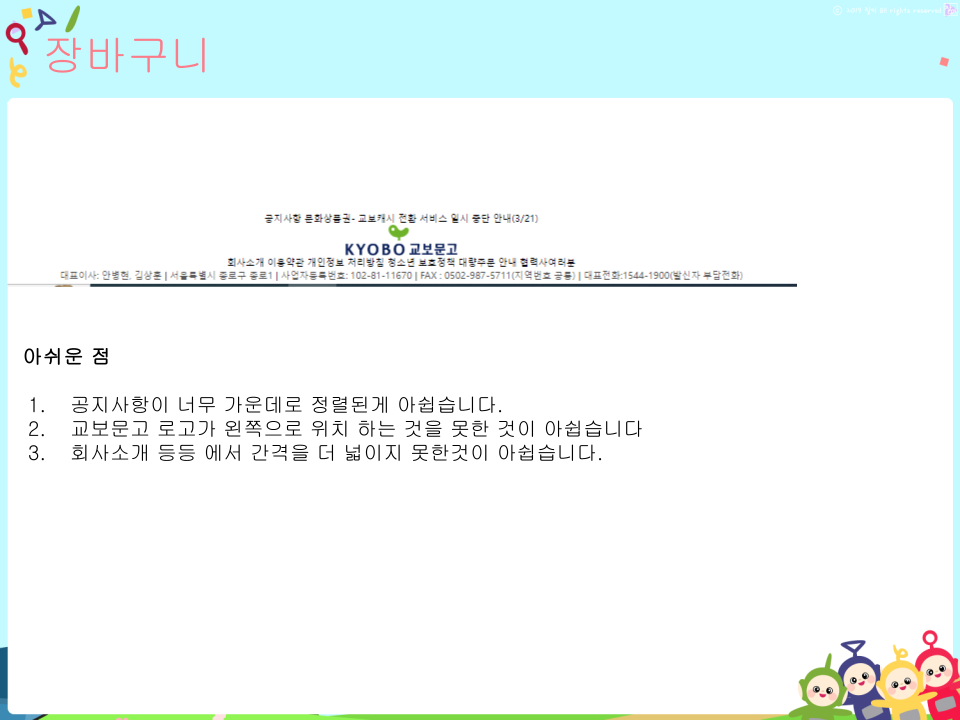 All rights reserved.
장바구니
공지사항 문화상품권- 교보캐시 전환 서비스 일시 중단 안내(3/21)
KYOBO 교보문고
회사소개 이용약관 개인정보 처리방침 청소년 보호정책 대량주문 안내 협력사여러분
대표이사: 안병현, 김상훈 | 서울특별시 종로구 종로1 | 사업자등록번호: 102-81-11670 | FAX : 0502-987-5711(지역번호 공통) | 대표전화:1544-1900(발신자 부담전화)
아쉬운 점
1. 공지사항이 너무 가운데로 정렬된게 아쉽습니다.
2. 교보문고 로고가 왼쪽으로 위치 하는 것을 못한 것이 아쉽습니다
3. 회사소개 등등 에서 간격을 더 넓이지 못한것이 아쉽습니다.